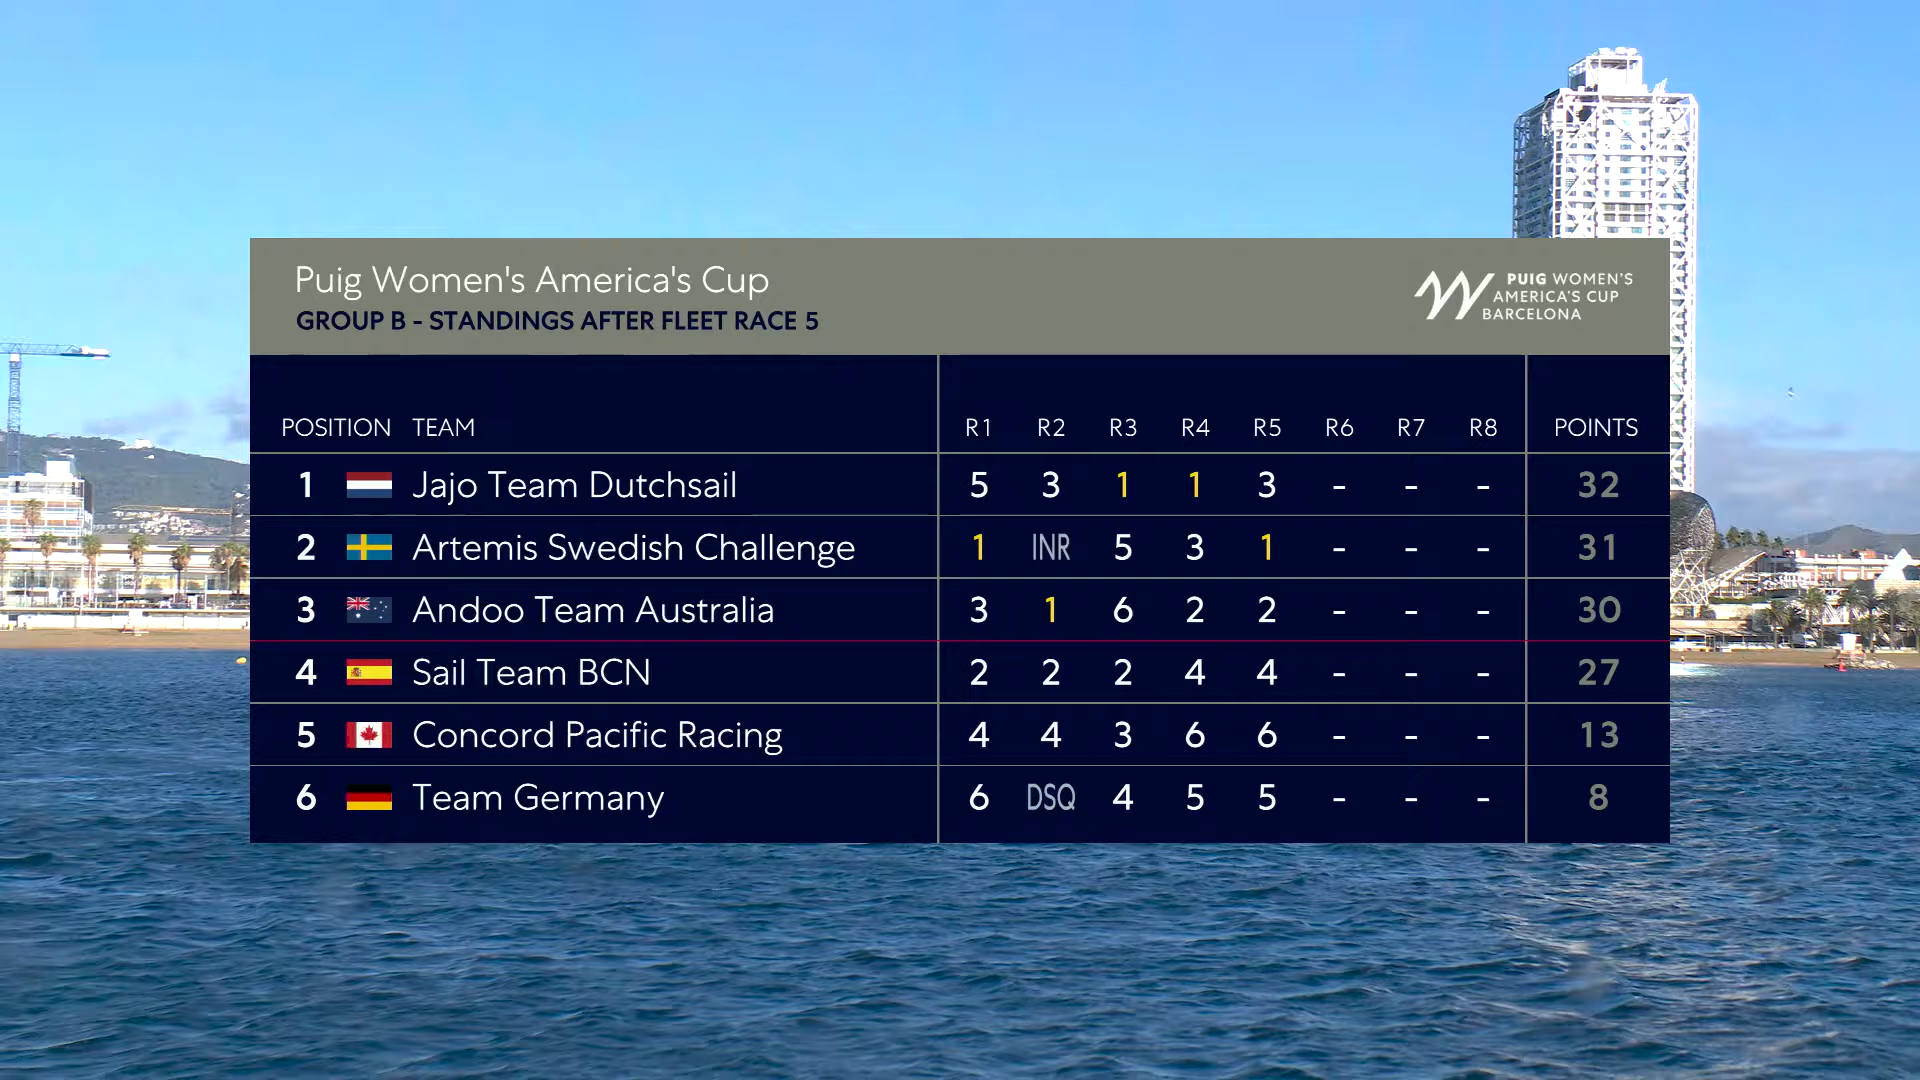 Puig Women's America's Cup
GROUP B - STANDINGS AFTER FLEET RACE 5
PUIG WOMEN'S
AMERICA'S CUP
BARCELONA
POSITION TEAM R1 R2 R3 R4 R5 R6 R7 R8 POINTS
1 Jajo Team Dutchsail 5 3 1 1 3 - - - 32
2 Artemis Swedish Challenge 1 INR 5 3 1 - - - 31
3 Andoo Team Australia 3 1 6 2 2 - - - 30
4 Sail Team BCN 2 2 2 4 4 - - - 27
5 Concord Pacific Racing 4 4 3 6 6 - - - 13
6 Team Germany 6 DSQ 4 5 5 - - - 8